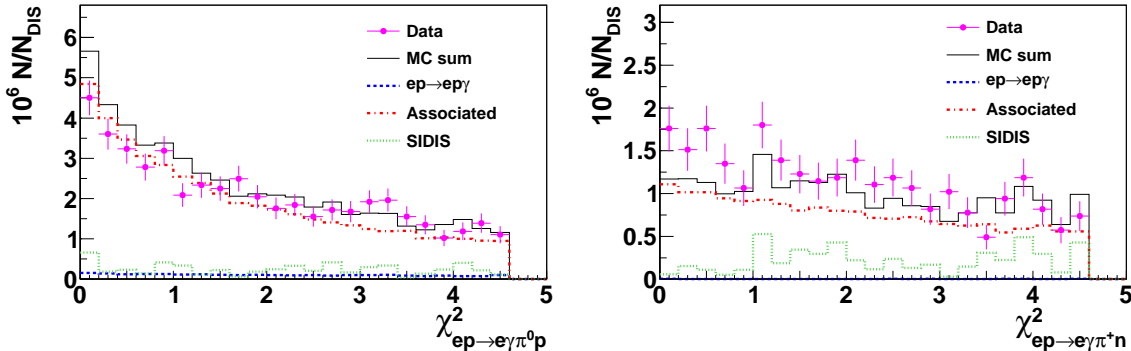 10⁶ N/N_DIS
6
5
4
3
2
1
0
0 1 2 3 4 5
Data
MC sum
ep→epγ
Associated
SIDIS
χ²_ep→eγπ⁰p
10⁶ N/N_DIS
3
2.5
2
1.5
1
0.5
0
0 1 2 3 4 5
Data
MC sum
ep→epγ
Associated
SIDIS
χ²_ep→eγπ⁺n